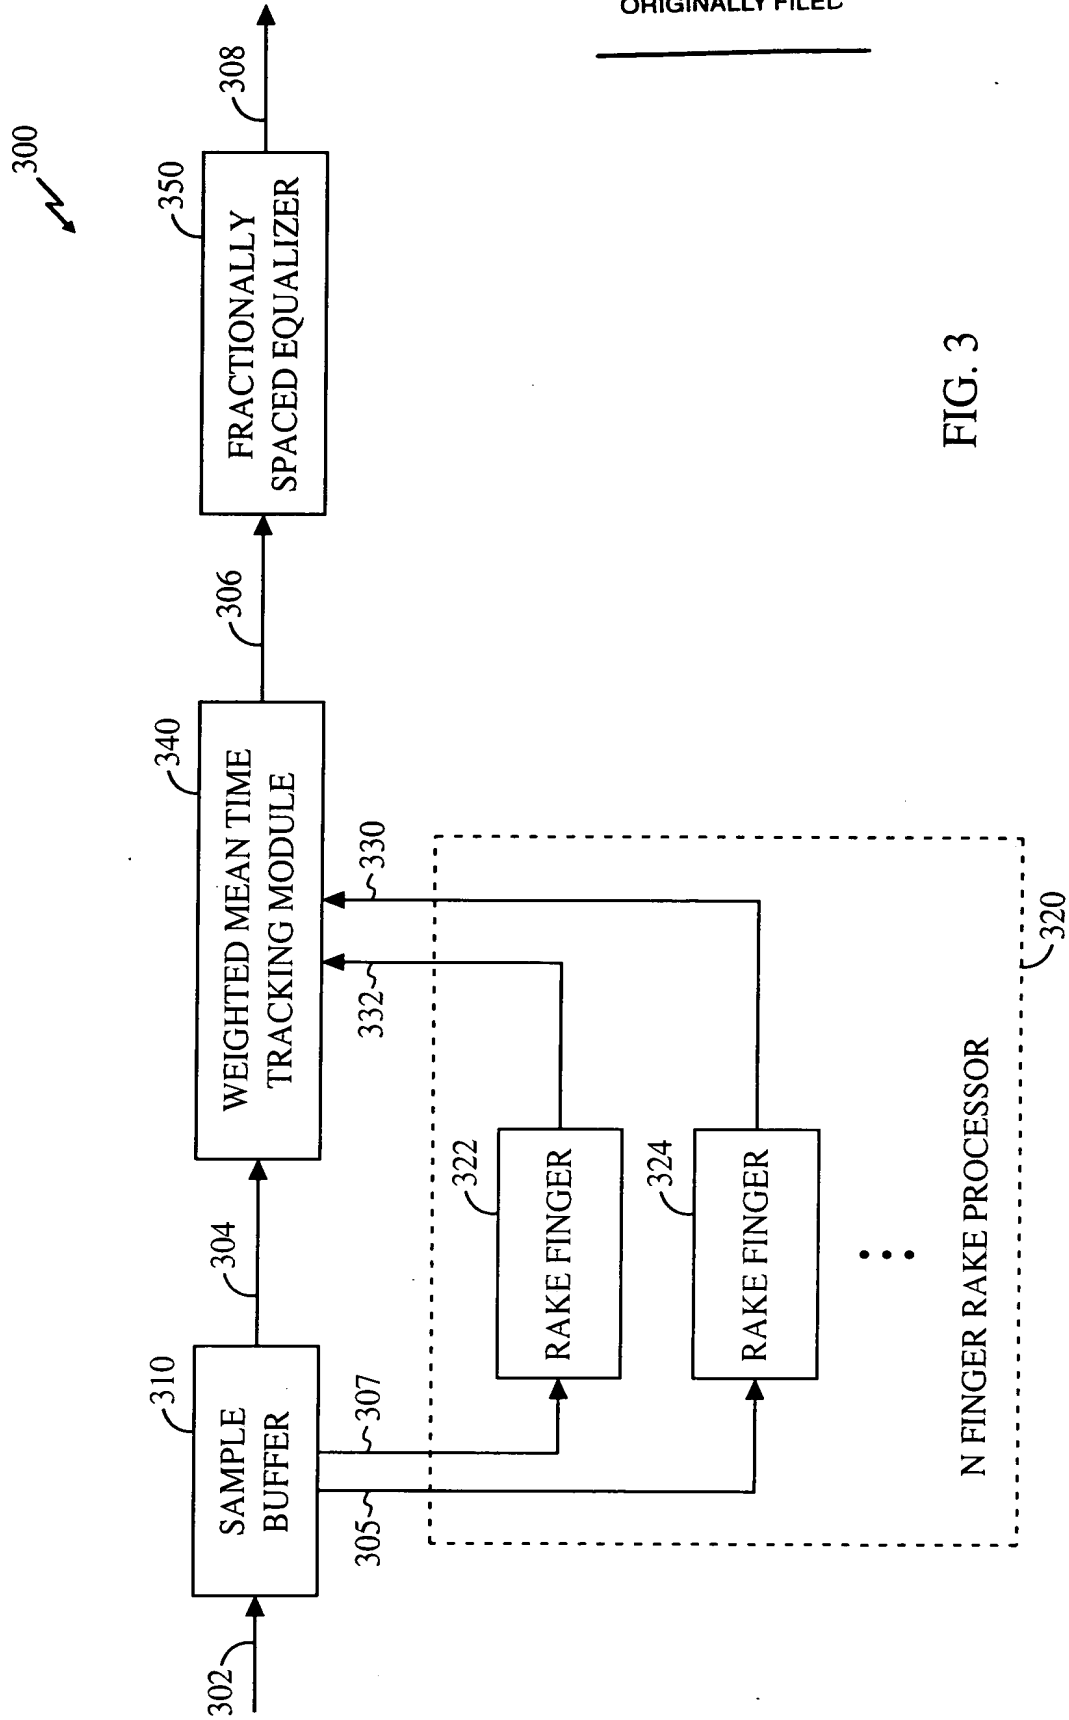 ORIGINALLY FILED
300
302
SAMPLE
BUFFER
310
304
305
307
WEIGHTED MEAN TIME
TRACKING MODULE
340
306
FRACTIONALLY
SPACED EQUALIZER
350
308
332
330
RAKE FINGER
322
RAKE FINGER
324
N FINGER RAKE PROCESSOR
320
FIG. 3